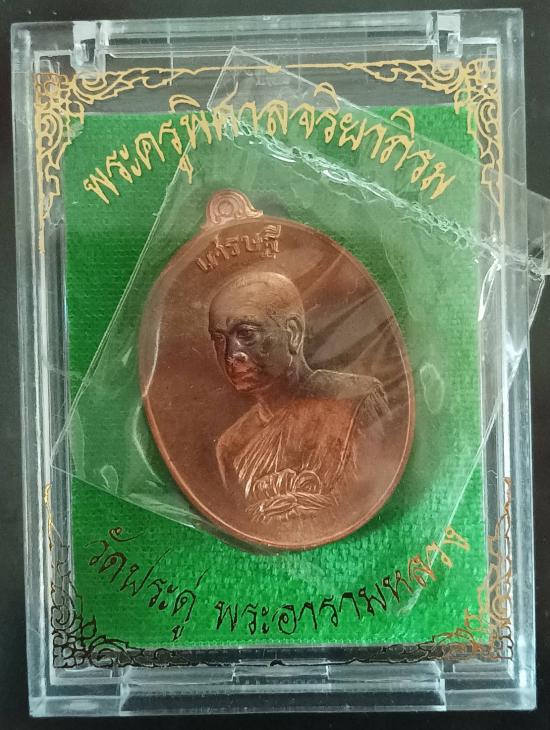 พระครูพิศาลจริยาภิรม
เศรษฐี
วัดพระดู่ พระอารามหลวง